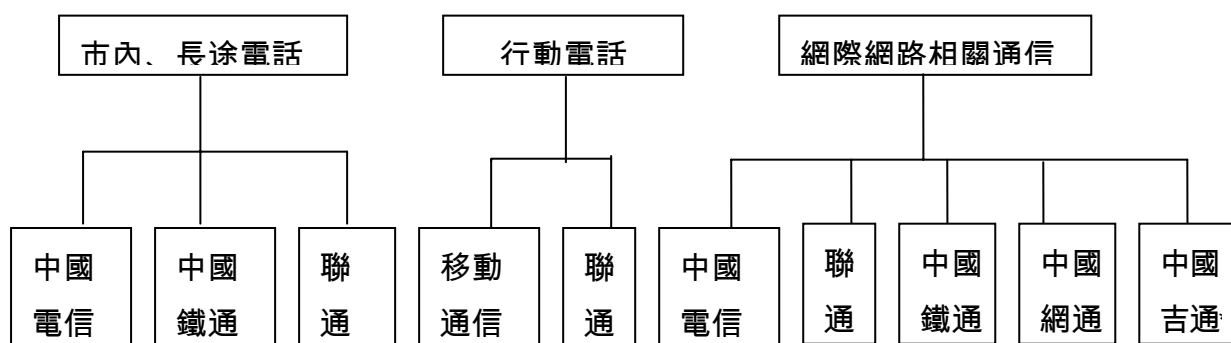 市內、長途電話
行動電話
網際網路相關通信
中國
電信
中國
鐵通
聯
通
移動
通信
聯
通
中國
電信
聯
通
中國
鐵通
中國
網通
中國
吉通*